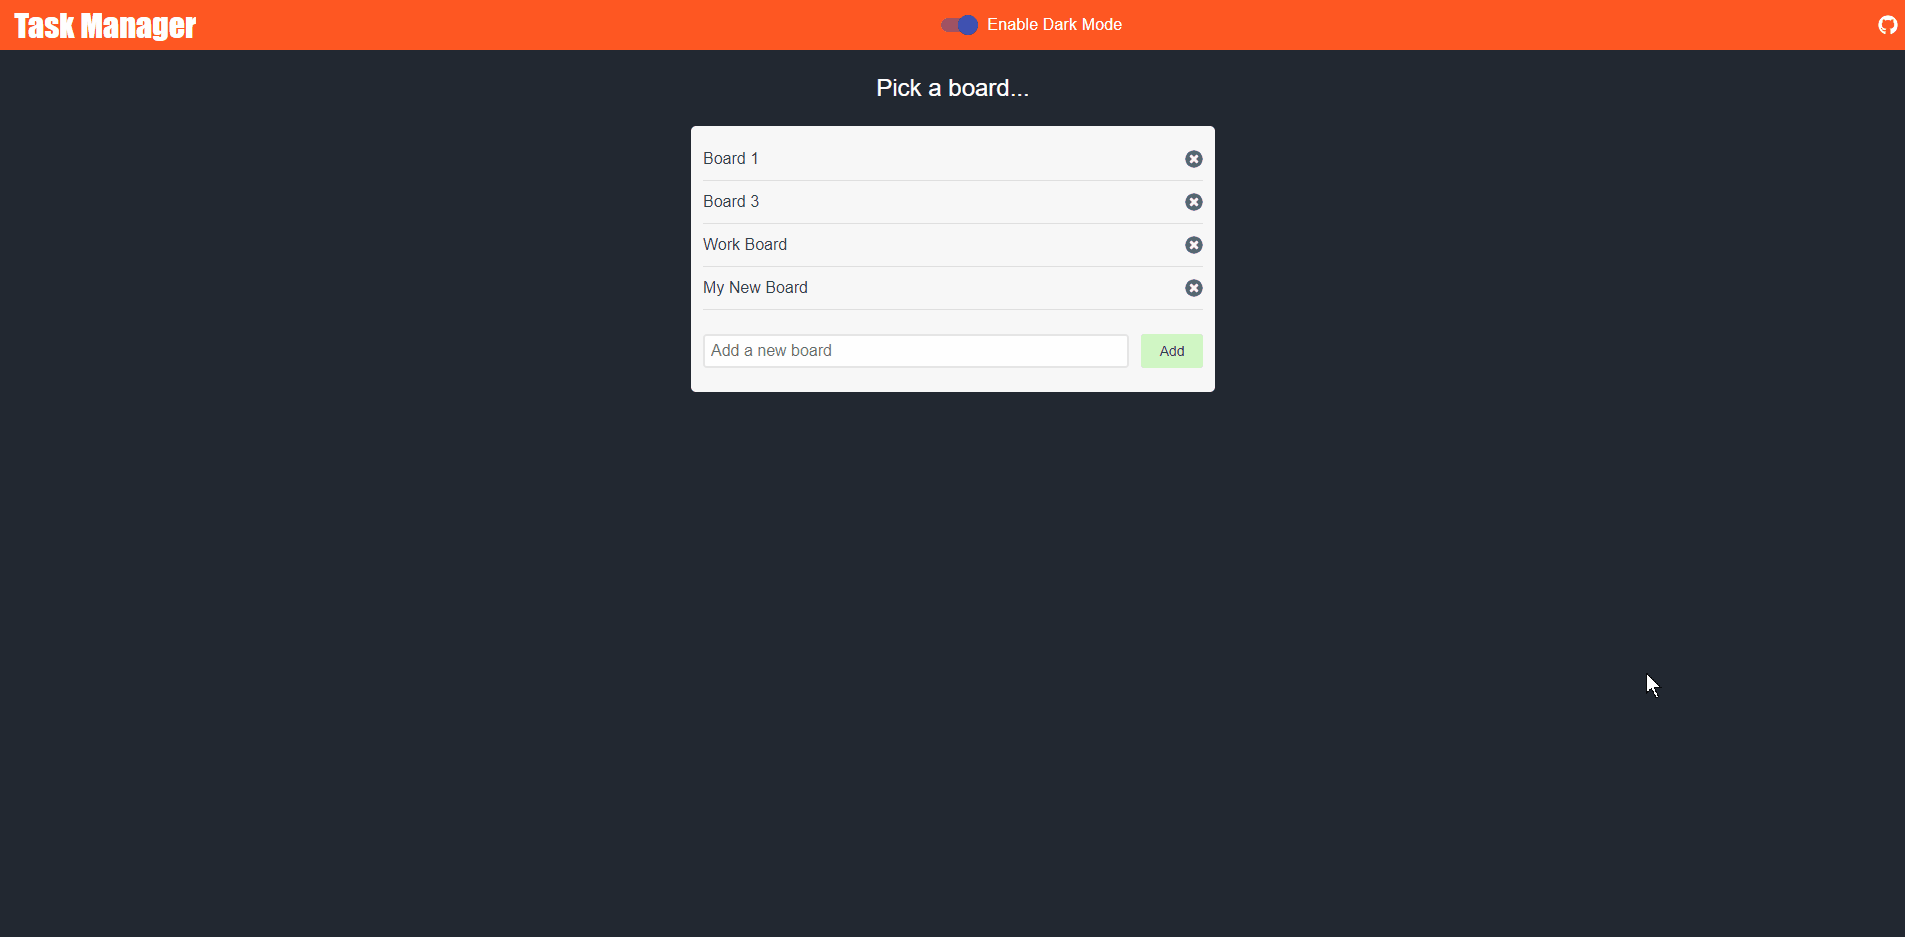 Task Manager
Enable Dark Mode
Pick a board...
Board 1
Board 3
Work Board
My New Board
Add a new board
Add